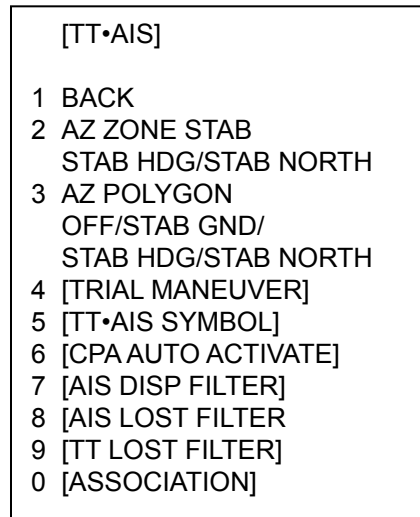 [TT•AIS]
1 BACK
2 AZ ZONE STAB
STAB HDG/STAB NORTH
3 AZ POLYGON
OFF/STAB GND/
STAB HDG/STAB NORTH
4 [TRIAL MANEUVER]
5 [TT•AIS SYMBOL]
6 [CPA AUTO ACTIVATE]
7 [AIS DISP FILTER]
8 [AIS LOST FILTER
9 [TT LOST FILTER]
0 [ASSOCIATION]